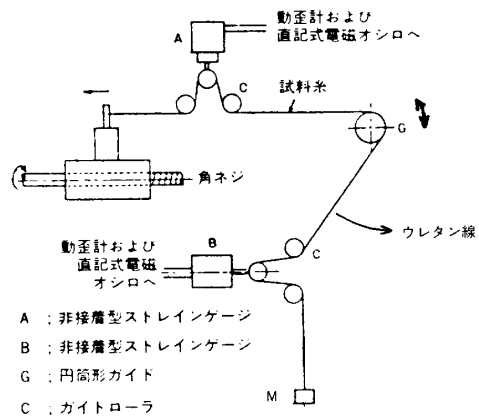 動歪計および
直記式電磁オシロへ
A
C
試料糸
G
角ネジ
ウレタン線
動歪計および
直記式電磁
オシロへ
B
C
M
A ; 非接着型ストレインゲージ
B ; 非接着型ストレインゲージ
G ; 円筒形ガイド
C ; ガイトローラ